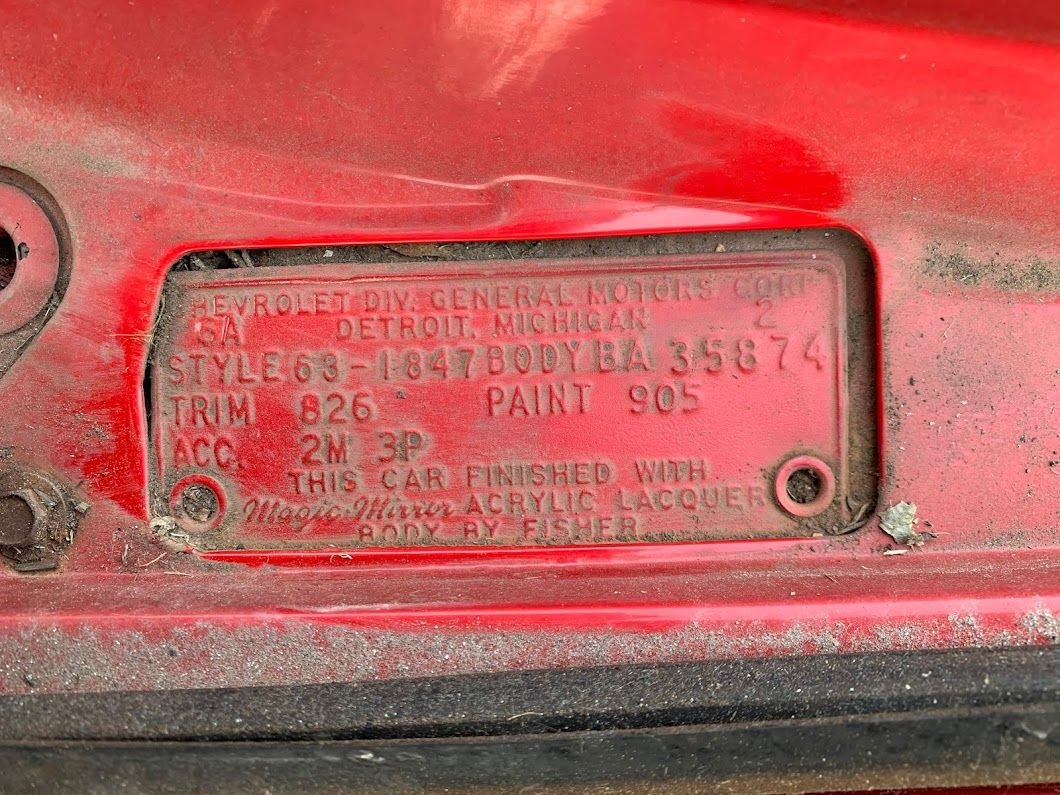 HEVROLET DIV. GENERAL MOTORS CORP
6A DETROIT, MICHIGAN 2
STYLE 63-1847 BODY BA 35874
TRIM 826 PAINT 905
ACC. 2M 3P
THIS CAR FINISHED WITH
Magic-Mirror ACRYLIC LACQUER
BODY BY FISHER